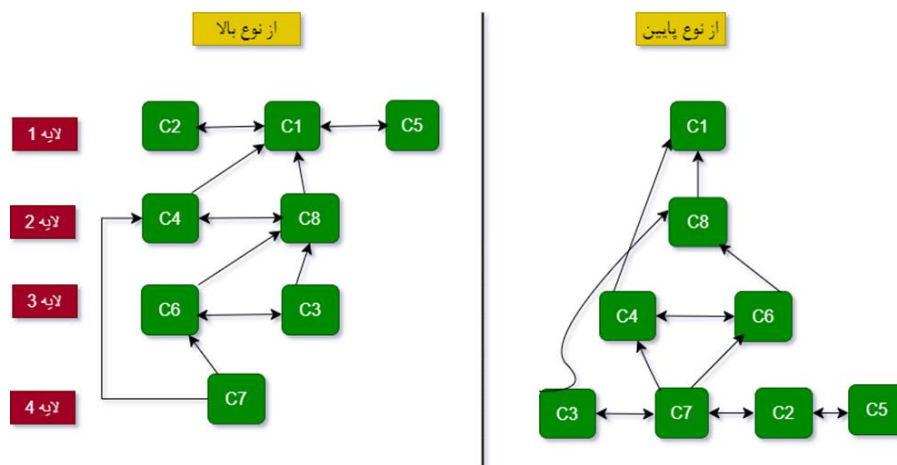 از نوع بالا
از نوع پایین
لایه 1
C2 C1 C5
C1
لایه 2
C4 C8
C8
لایه 3
C6 C3
C4 C6
لایه 4
C7
C3 C7 C2 C5